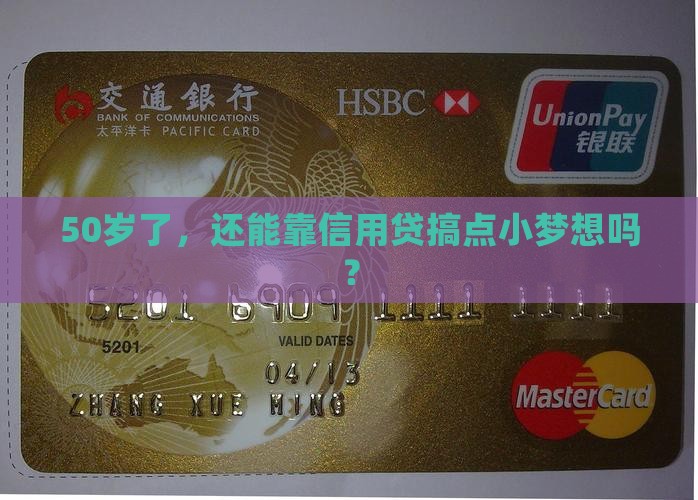 交通銀行
BANK OF COMMUNICATIONS
太平洋卡 PACIFIC CARD
HSBC
UnionPay
银联
50岁了，还能靠信用贷搞点小梦想吗
？
5201 6909 1111 1111
5201
VALID DATES
04/13
ZHANG XUE MING
MasterCard